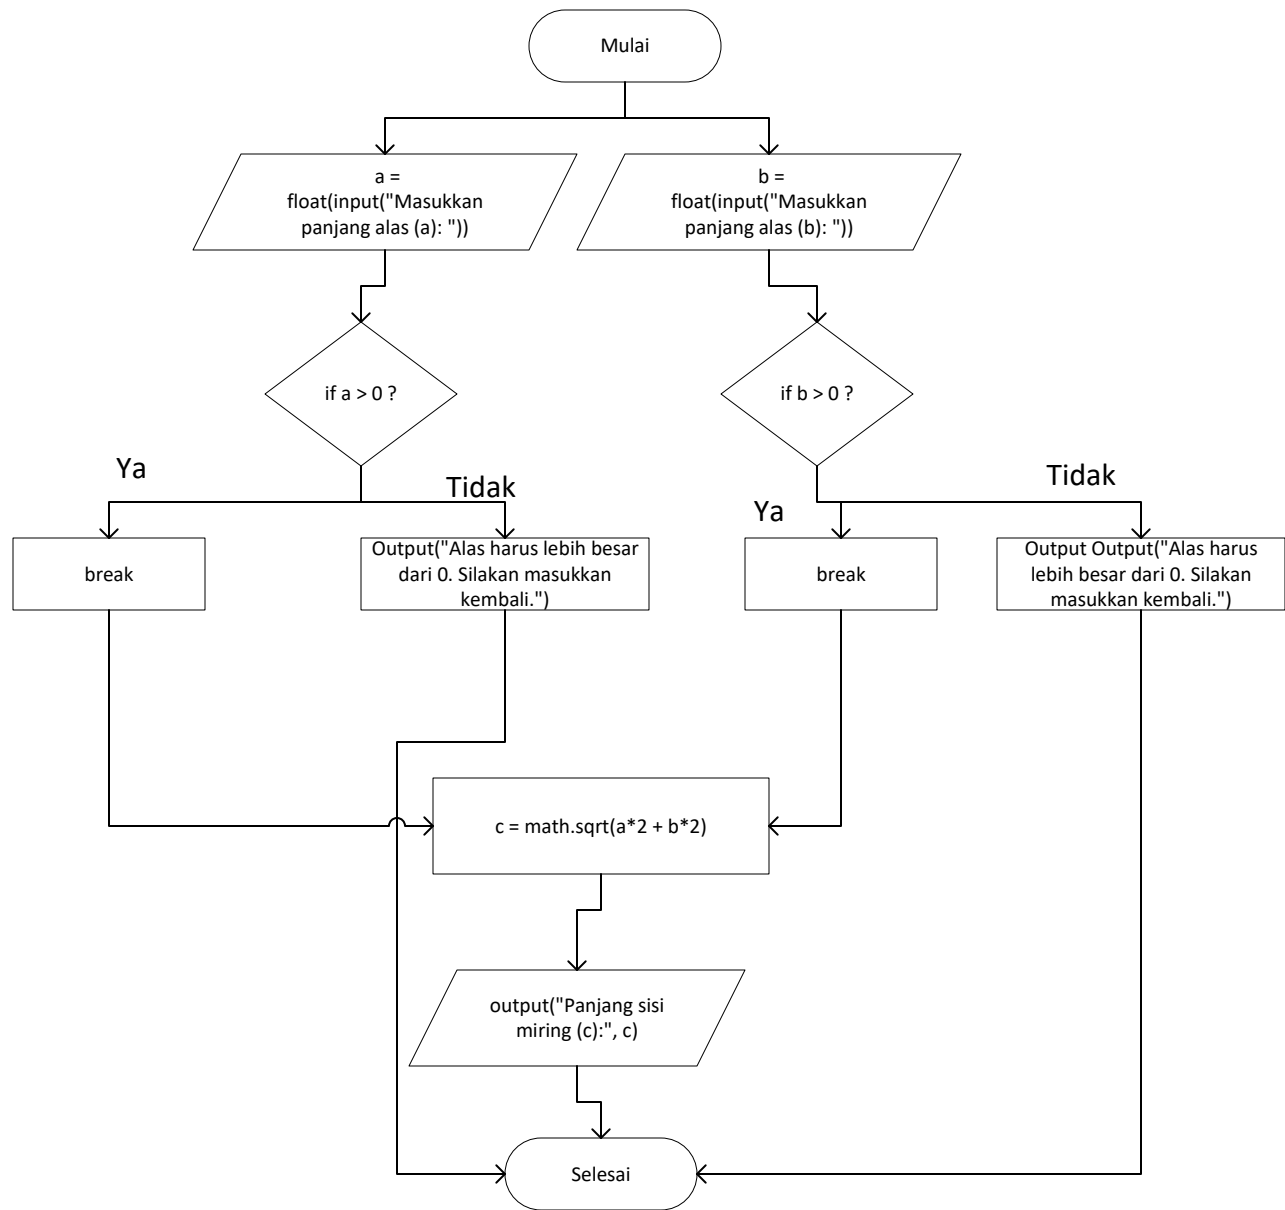 Mulai
a =
float(input("Masukkan
panjang alas (a): "))
b =
float(input("Masukkan
panjang alas (b): "))
if a > 0 ?
if b > 0 ?
Ya
Tidak
Ya
Tidak
break
Output("Alas harus lebih besar
dari 0. Silakan masukkan
kembali.")
break
Output Output("Alas harus
lebih besar dari 0. Silakan
masukkan kembali.")
c = math.sqrt(a*2 + b*2)
output("Panjang sisi
miring (c):", c)
Selesai